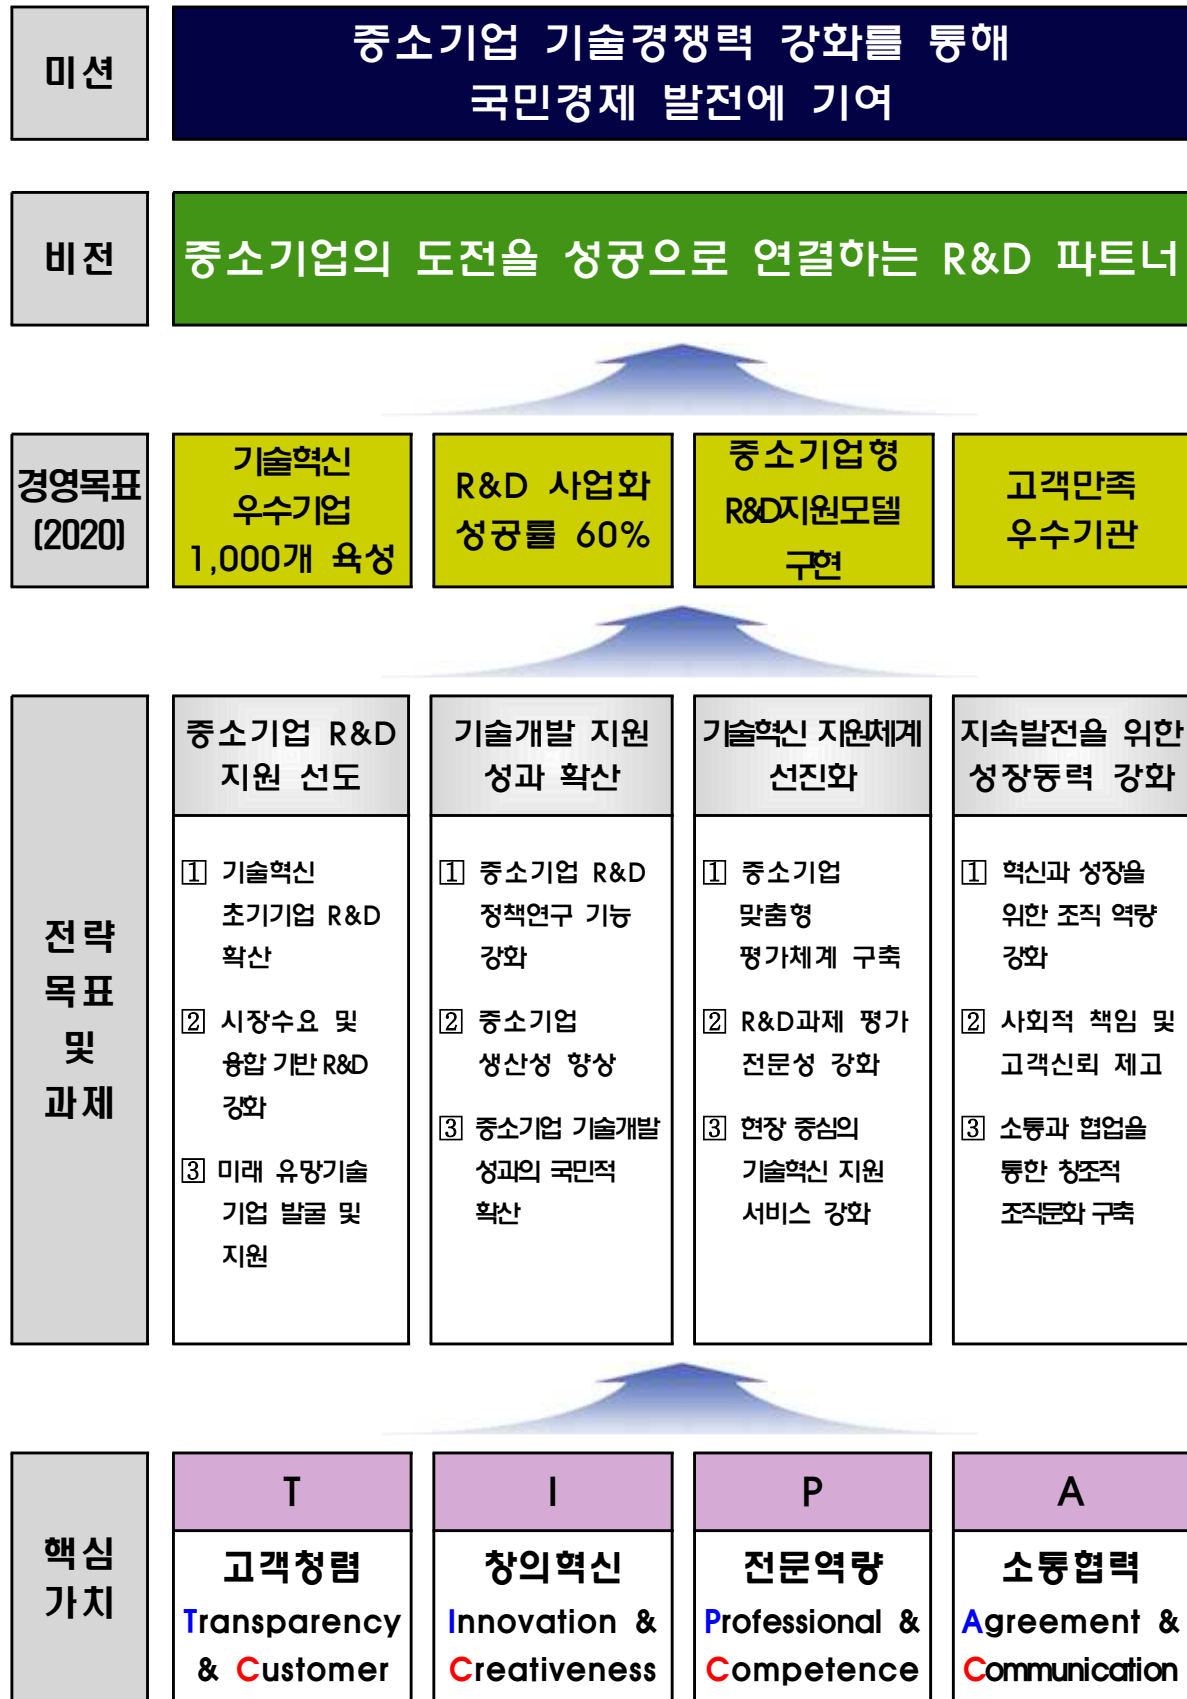 미션
중소기업 기술경쟁력 강화를 통해
국민경제 발전에 기여
비전
중소기업의 도전을 성공으로 연결하는 R&D 파트너
경영목표
(2020)
기술혁신
우수기업
1,000개 육성
R&D 사업화
성공률 60%
중소기업형
R&D지원모델
구현
고객만족
우수기관
전략
목표
및
과제
중소기업 R&D
지원 선도
1 기술혁신
초기기업 R&D
확산
2 시장수요 및
융합 기반 R&D
강화
3 미래 유망기술
기업 발굴 및
지원
기술개발 지원
성과 확산
1 중소기업 R&D
정책연구 기능
강화
2 중소기업
생산성 향상
3 중소기업 기술개발
성과의 국민적
확산
기술혁신 지원체계
선진화
1 중소기업
맞춤형
평가체계 구축
2 R&D과제 평가
전문성 강화
3 현장 중심의
기술혁신 지원
서비스 강화
지속발전을 위한
성장동력 강화
1 혁신과 성장을
위한 조직 역량
강화
2 사회적 책임 및
고객신뢰 제고
3 소통과 협업을
통한 창조적
조직문화 구축
핵심
가치
T
고객청렴
Transparency
& Customer
I
창의혁신
Innovation &
Creativeness
P
전문역량
Professional &
Competence
A
소통협력
Agreement &
Communication